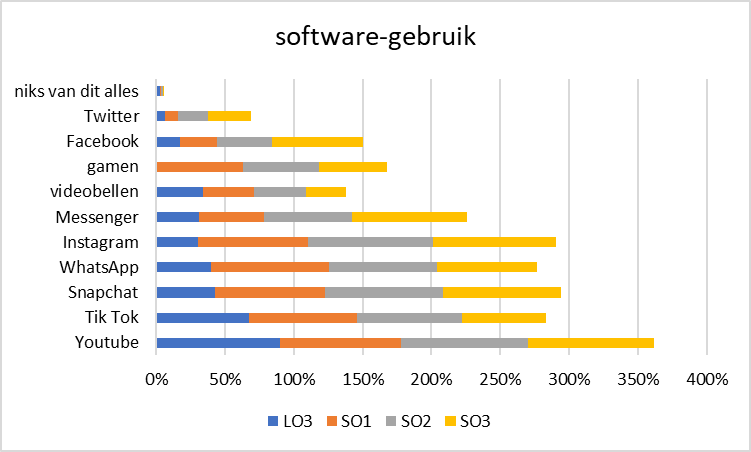 software-gebruik
niks van dit alles
Twitter
Facebook
gamen
videobellen
Messenger
Instagram
WhatsApp
Snapchat
Tik Tok
Youtube
0% 50% 100% 150% 200% 250% 300% 350% 400%
LO3 SO1 SO2 SO3